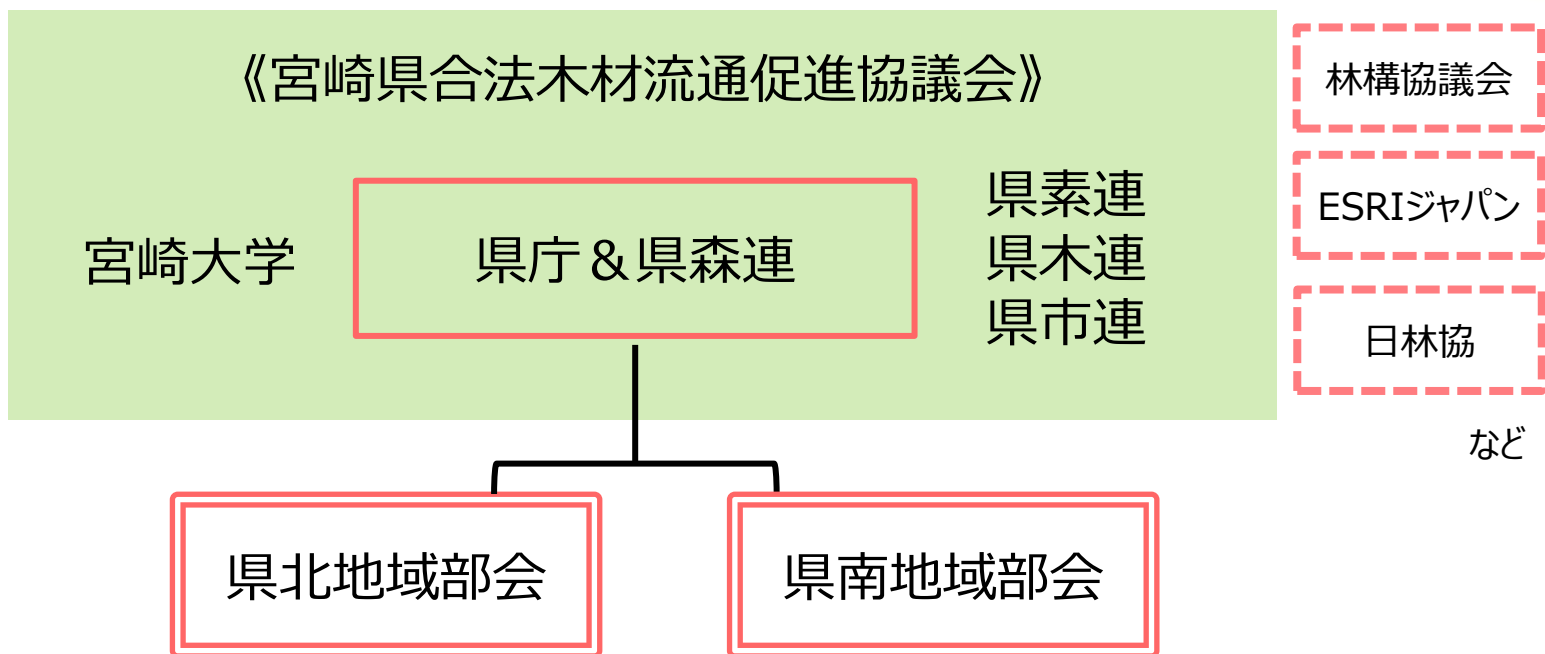 《宮崎県合法木材流通促進協議会》
宮崎大学
県庁＆県森連
県素連
県木連
県市連
林構協議会
ESRIジャパン
日林協
など
県北地域部会
県南地域部会